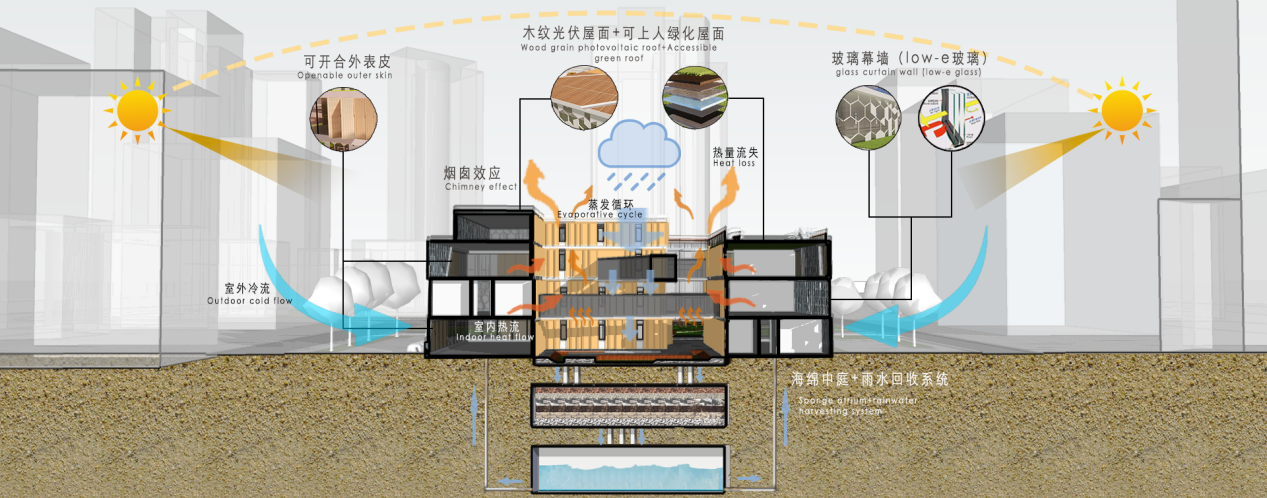 木纹光伏屋面+可上人绿化屋面
Wood grain photovoltaic roof+Accessible
green roof
可开合外表皮
Openable outer skin
玻璃幕墙（low-e玻璃）
glass curtain wall (low-e glass)
烟囱效应
Chimney effect
热量流失
Heat loss
蒸发循环
Evaporative cycle
室外冷流
Outdoor cold flow
室内热流
Indoor heat flow
海绵中庭+雨水回收系统
Sponge atrium+rainwater
harvesting system